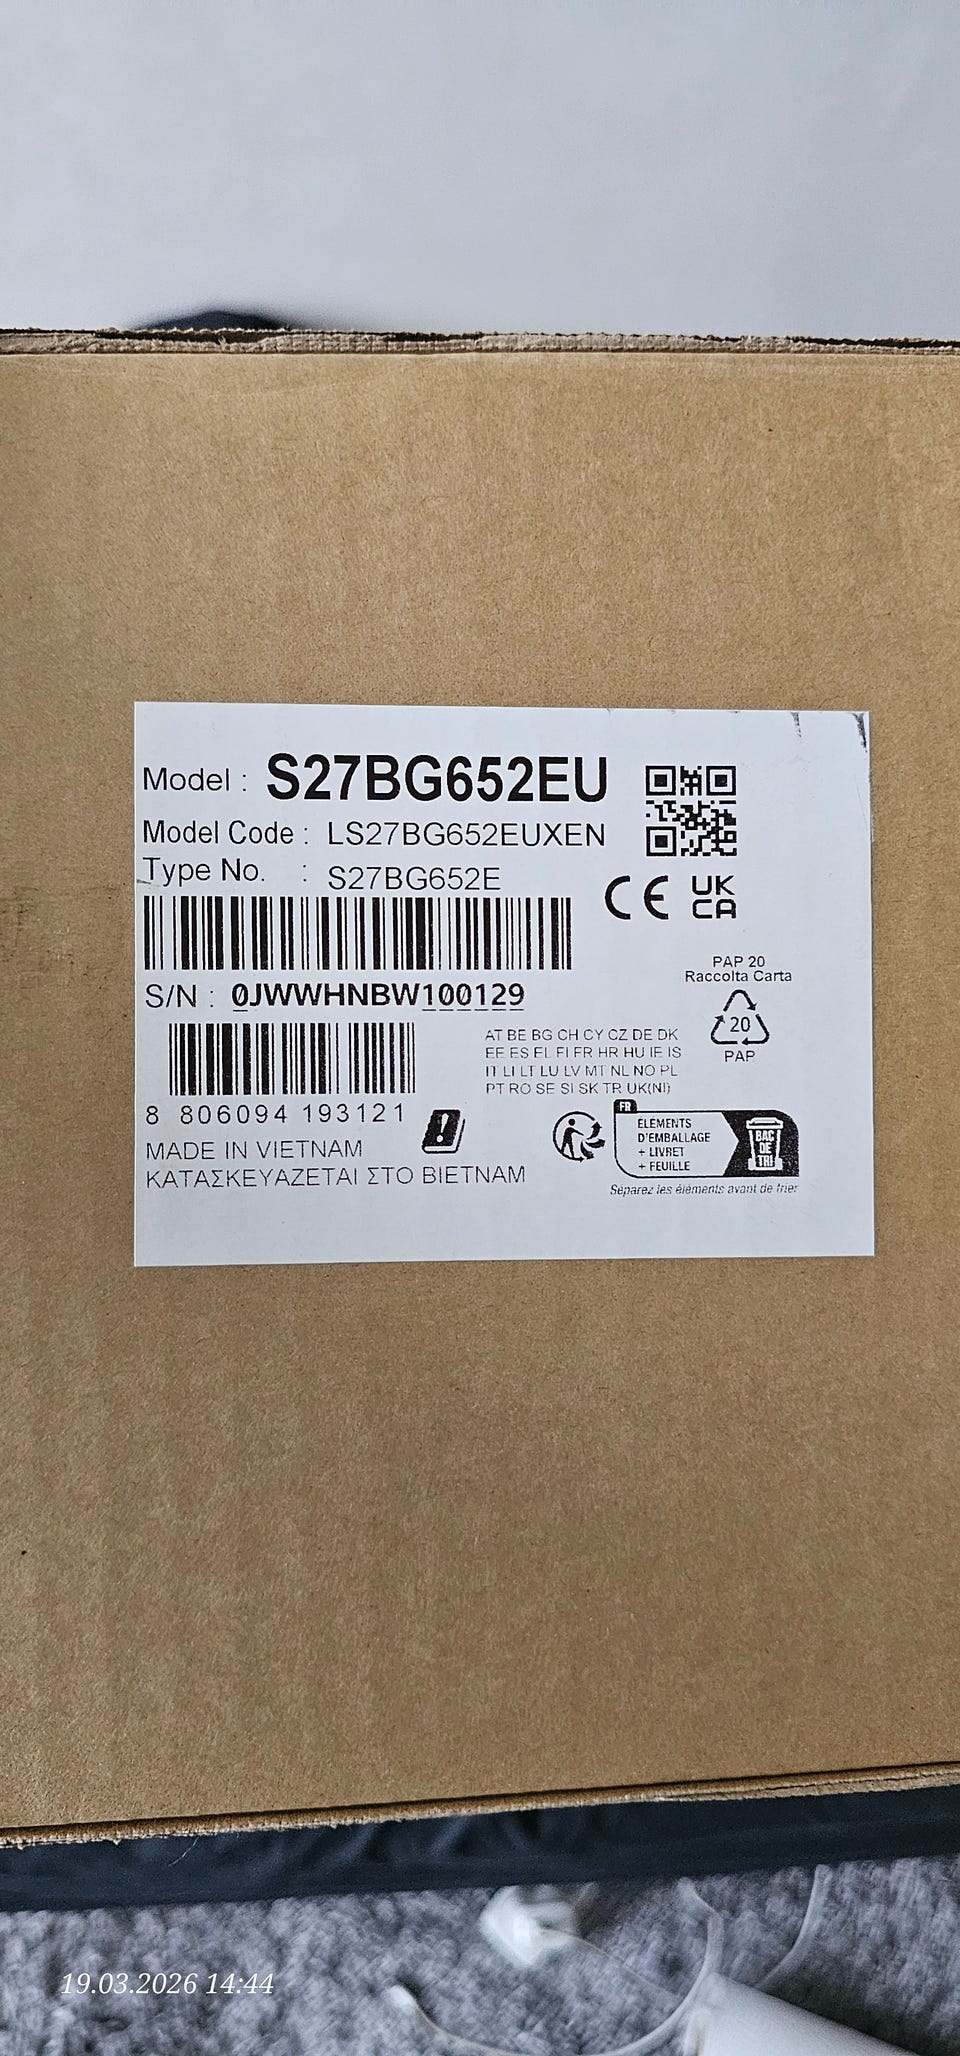 Model : S27BG652EU
Model Code : LS27BG652EUXEN
Type No. : S27BG652E
CE UK CA
S/N : 0JWWHNBW100129
PAP 20
Raccolta Carta
20
PAP
AT BE BG CH CY CZ DE DK
EE ES EL FI FR HR HU IE IS
IT LI LT LU LV MT NL NO PL
PT RO SE SI SK TR UK(NI)
8 806094 193121
MADE IN VIETNAM
ΚΑΤΑΣΚΕΥΑΖΕΤΑΙ ΣΤΟ ΒΙΕΤΝΑΜ
FR
ÉLÉMENTS
D'EMBALLAGE
+ LIVRET
+ FEUILLE
BAC
DE
TRI
Séparez les éléments avant de trier
19.03.2026 14:44